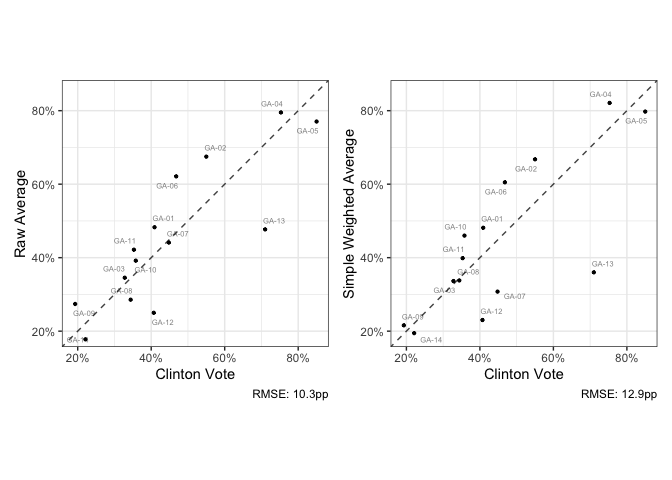 Raw Average
80%
60%
40%
20%
GA-04
GA-05
GA-02
GA-06
GA-13
GA-01
GA-07
GA-11
GA-10
GA-03
GA-08
GA-09
GA-12
20%
40%
60%
80%
Clinton Vote
RMSE: 10.3pp
Simple Weighted Average
80%
60%
40%
20%
GA-04
GA-05
GA-02
GA-06
GA-01
GA-10
GA-11
GA-13
GA-08
GA-03
GA-07
GA-09
GA-12
GA-14
20%
40%
60%
80%
Clinton Vote
RMSE: 12.9pp